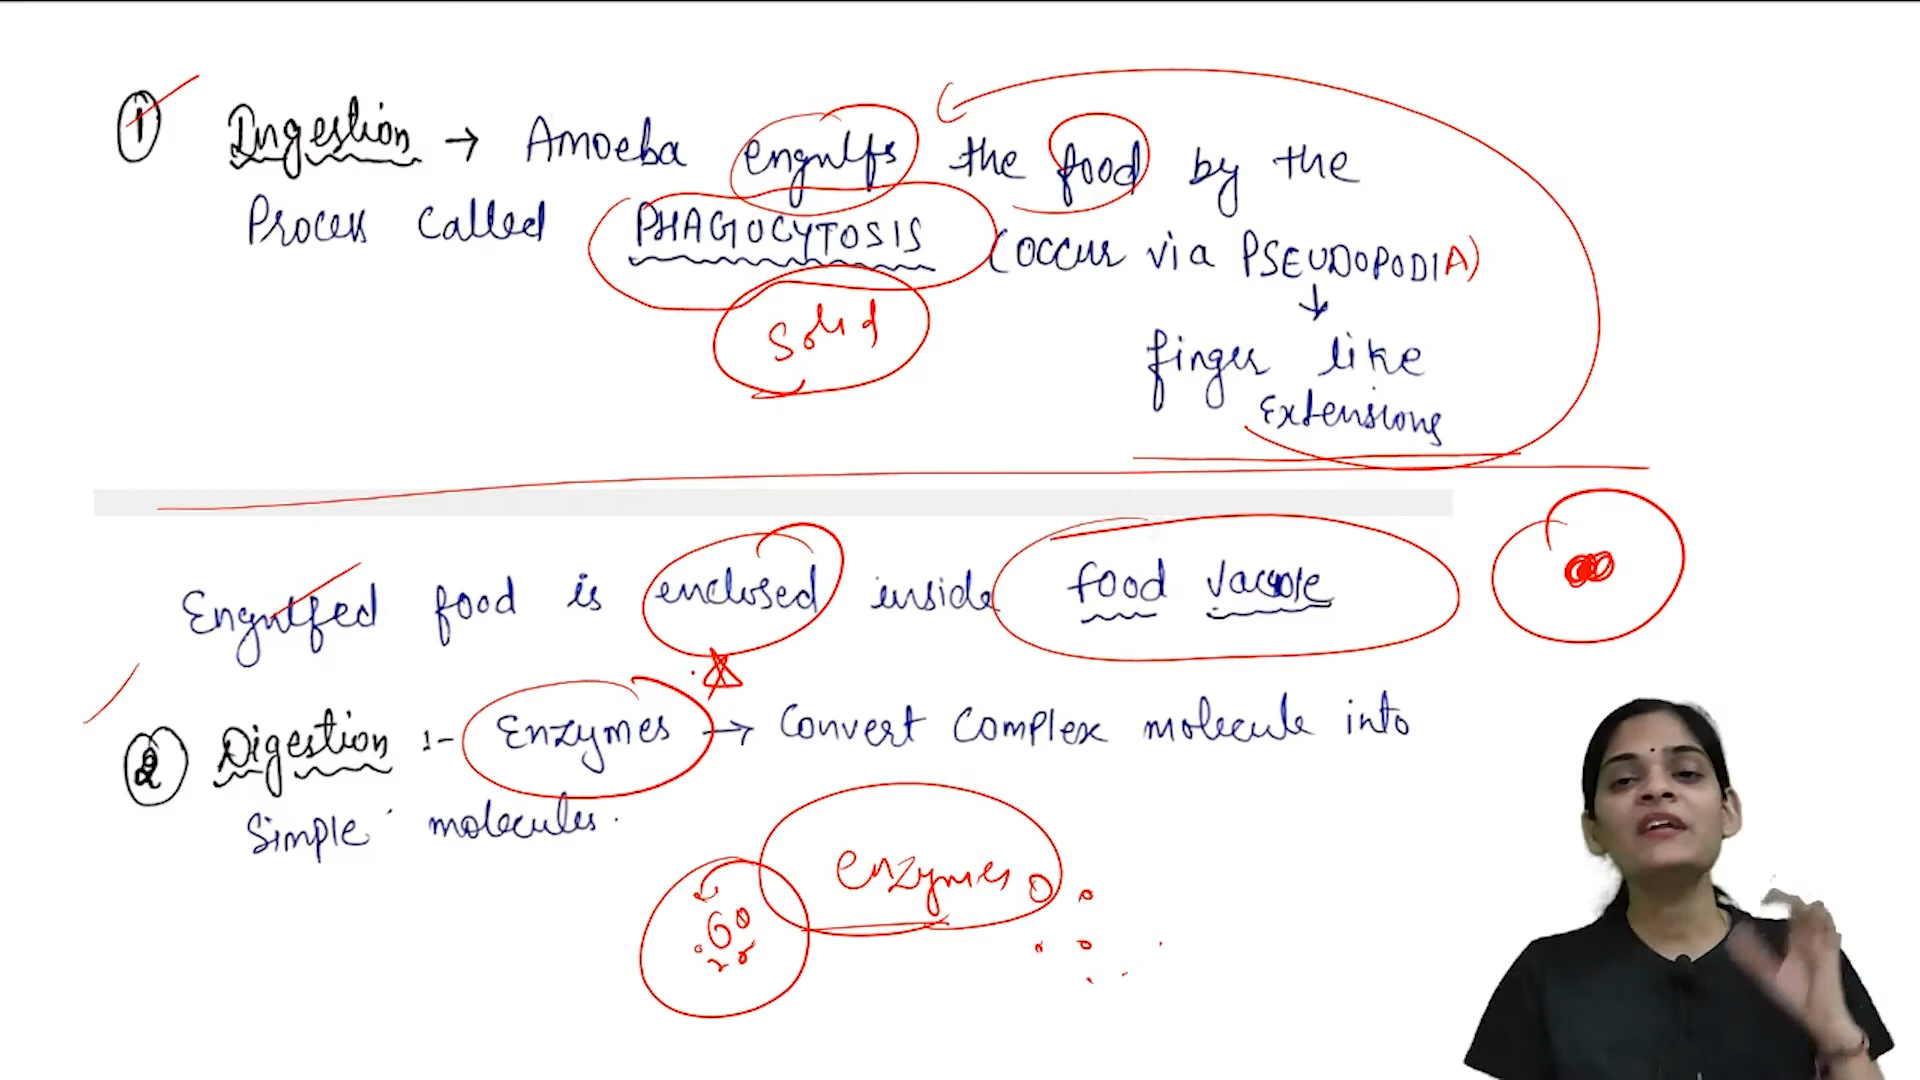 1 Ingestion → Amoeba engulfs the food by the
Process called PHAGOCYTOSIS (occur via PSEUDOPODIA)
↓
Solid
finger like
Extensions
Engulfed food is enclosed inside food vacuole
2 Digestion :- Enzymes → Convert Complex molecule into
Simple molecules.
enzymes